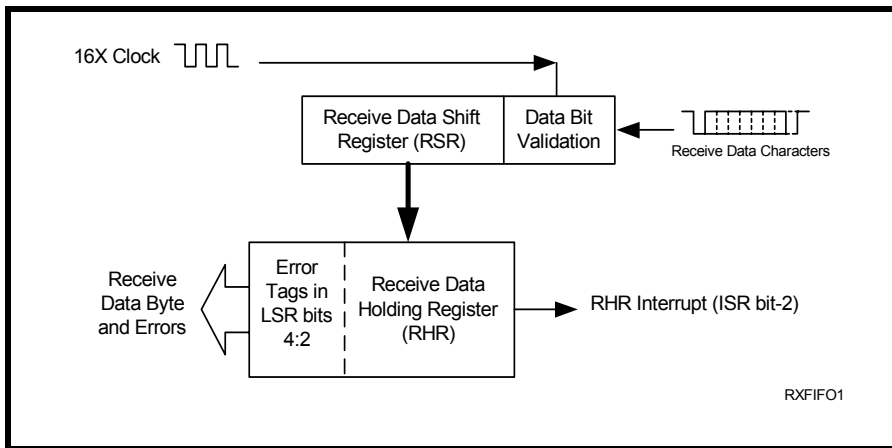 16X Clock
Receive Data Shift
Register (RSR)
Data Bit
Validation
Receive Data Characters
Receive
Data Byte
and Errors
Error
Tags in
LSR bits
4:2
Receive Data
Holding Register
(RHR)
RHR Interrupt (ISR bit-2)
RXFIFO1